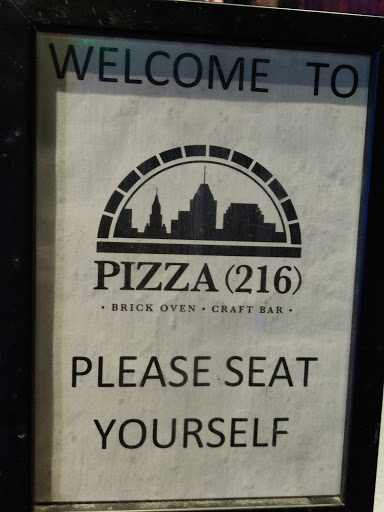 WELCOME TO
PIZZA (216)
• BRICK OVEN • CRAFT BAR •
PLEASE SEAT
YOURSELF